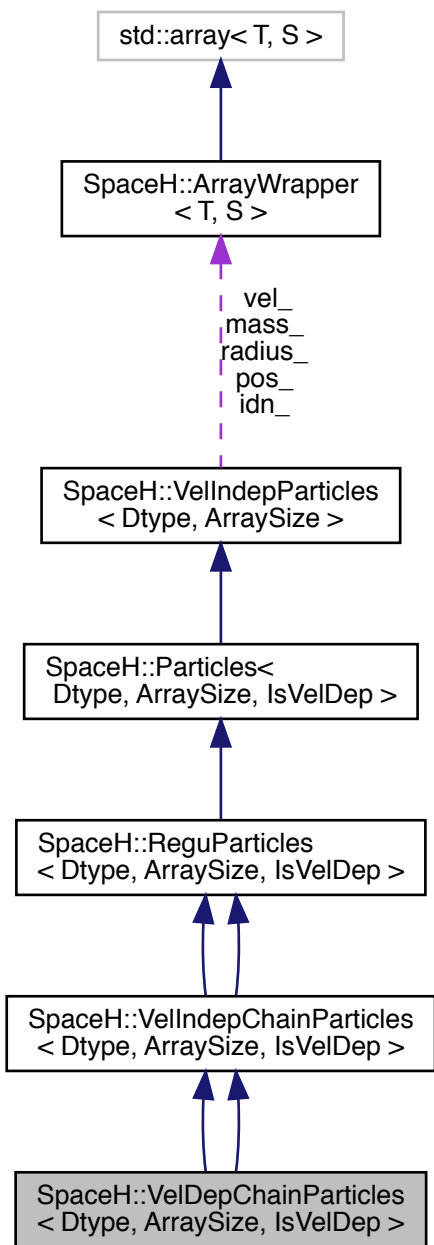 std::array< T, S >
SpaceH::ArrayWrapper
< T, S >
vel_
mass_
radius_
pos_
idn_
SpaceH::VelIndepParticles
< Dtype, ArraySize >
SpaceH::Particles<
Dtype, ArraySize, IsVelDep >
SpaceH::ReguParticles
< Dtype, ArraySize, IsVelDep >
SpaceH::VelIndepChainParticles
< Dtype, ArraySize, IsVelDep >
SpaceH::VelDepChainParticles
< Dtype, ArraySize, IsVelDep >